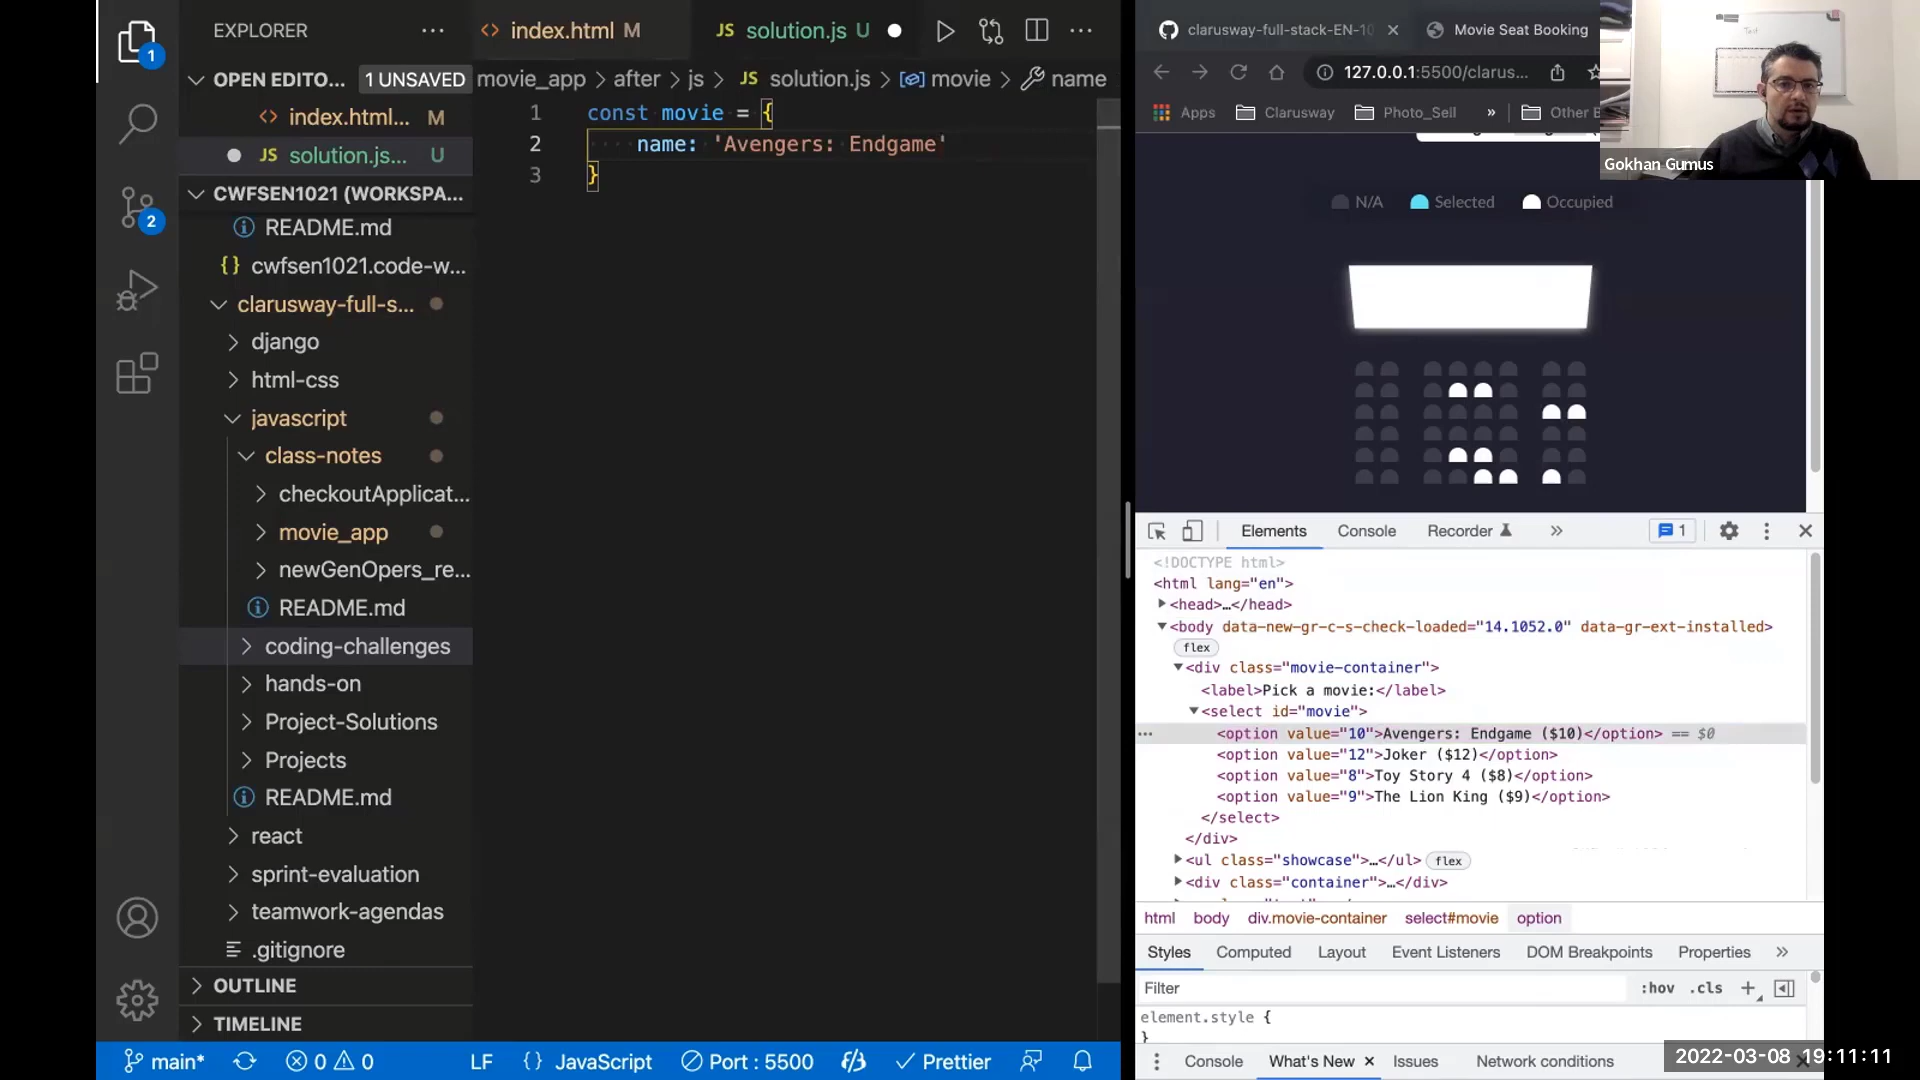 EXPLORER
OPEN EDITO... 1 UNSAVED
index.html... M
JS solution.js... U
CWFSEN1021 (WORKSPA...
README.md
{} cwfsen1021.code-w...
clarusway-full-s...
django
html-css
javascript
class-notes
checkoutApplicat...
movie_app
newGenOpers_re...
README.md
coding-challenges
hands-on
Project-Solutions
Projects
README.md
react
sprint-evaluation
teamwork-agendas
.gitignore
OUTLINE
TIMELINE
1
2
index.html M
JS solution.js U
movie_app > after > js > JS solution.js > movie > name
1 const movie = {
2 name: 'Avengers: Endgame'
3 }
main* 0 0 LF {} JavaScript Port : 5500 Prettier
clarusway-full-stack-EN-10
Movie Seat Booking
127.0.0.1:5500/clarus...
Apps Clarusway Photo_Sell » Other B
Gokhan Gumus
N/A Selected Occupied
Elements Console Recorder » 1
<!DOCTYPE html>
<html lang="en">
<head>…</head>
<body data-new-gr-c-s-check-loaded="14.1052.0" data-gr-ext-installed>
flex
<div class="movie-container">
<label>Pick a movie:</label>
<select id="movie">
<option value="10">Avengers: Endgame ($10)</option> == $0
<option value="12">Joker ($12)</option>
<option value="8">Toy Story 4 ($8)</option>
<option value="9">The Lion King ($9)</option>
</select>
</div>
<ul class="showcase">…</ul> flex
<div class="container">…</div>
html body div.movie-container select#movie option
Styles Computed Layout Event Listeners DOM Breakpoints Properties »
Filter :hov .cls +
element.style {
}
Console What's New × Issues Network conditions
2022-03-08 19:11:11